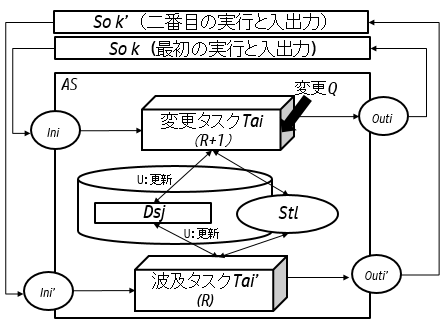 So k’（二番目の実行と入出力）
So k（最初の実行と入出力）
AS
変更Q
変更タスクTai
(R+1)
Ini
Outi
U:更新
Dsj
Stl
U:更新
波及タスクTai’
(R)
Ini’
Outi’